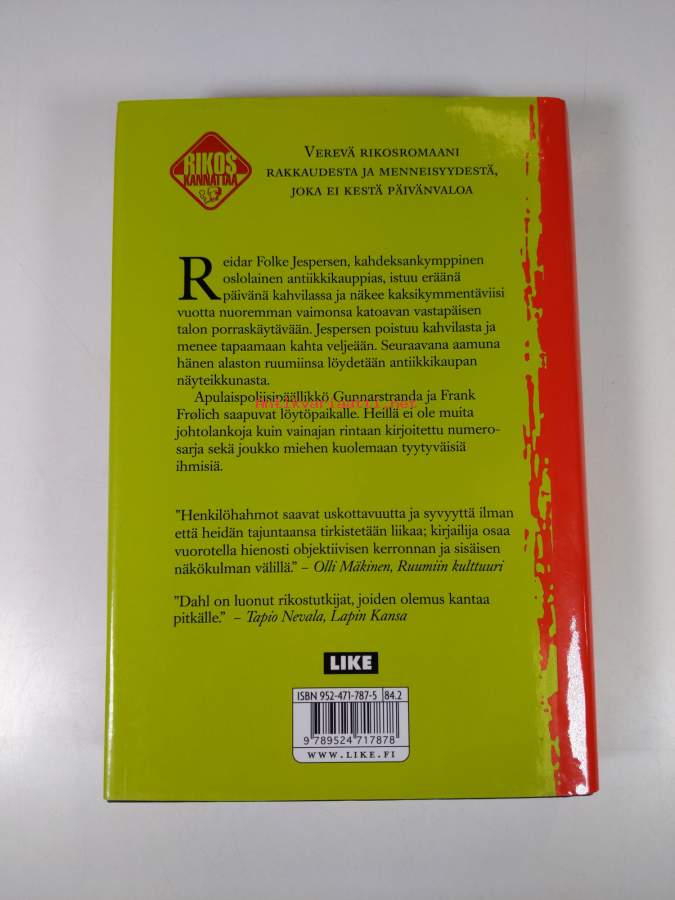 RIKOS
KANNATTAA
VEREVÄ RIKOSROMAANI
RAKKAUDESTA JA MENNEISYYDESTÄ,
JOKA EI KESTÄ PÄIVÄNVALOA
Reidar Folke Jespersen, kahdeksankymppinen
oslolainen antiikkikauppias, istuu eräänä
päivänä kahvilassa ja näkee kaksikymmentäviisi
vuotta nuoremman vaimonsa katoavan vastapäisen
talon porraskäytävään. Jespersen poistuu kahvilasta ja
menee tapaamaan kahta veljeään. Seuraavana aamuna
hänen alaston ruumiinsa löydetään antiikkikaupan
näyteikkunasta.
Apulaispoliisipäällikkö Gunnarstranda ja Frank
Antikvariaatti.net
Frølich saapuvat löytöpaikalle. Heillä ei ole muita
johtolankoja kuin vainajan rintaan kirjoitettu numero-
sarja sekä joukko miehen kuolemaan tyytyväisiä
ihmisiä.
"Henkilöhahmot saavat uskottavuutta ja syvyyttä ilman
että heidän tajuntaansa tirkistetään liikaa; kirjailija osaa
vuorotella hienosti objektiivisen kerronnan ja sisäisen
näkökulman välillä." – Olli Mäkinen, Ruumiin kulttuuri
"Dahl on luonut rikostutkijat, joiden olemus kantaa
pitkälle." – Tapio Nevala, Lapin Kansa
LIKE
ISBN 952-471-787-5 84.2
9 789524 717878
WWW.LIKE.FI